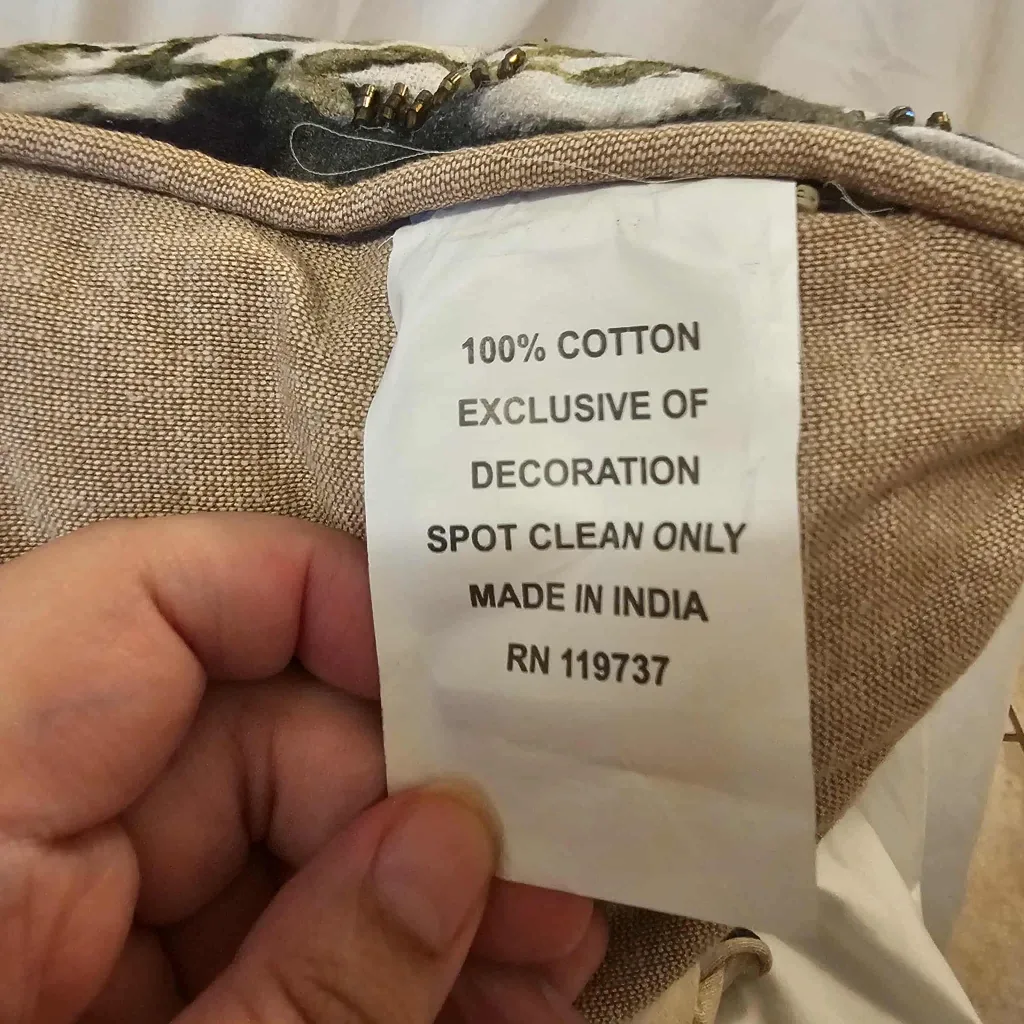 100% COTTON
EXCLUSIVE OF
DECORATION
SPOT CLEAN ONLY
MADE IN INDIA
RN 119737